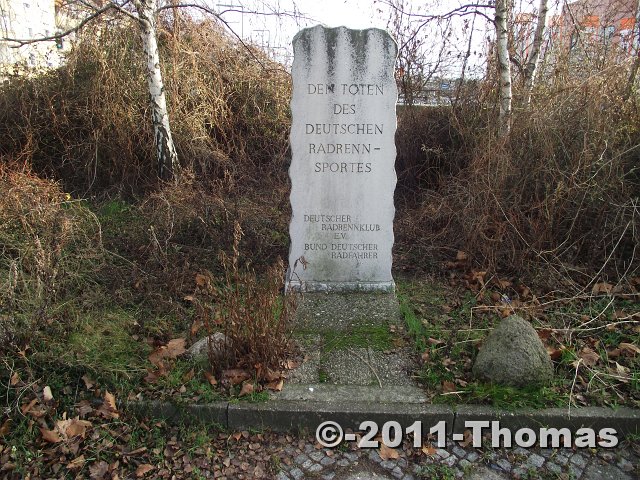 DEN TOTEN
DES
DEUTSCHEN
RADRENN-
SPORTES
DEUTSCHER
RADRENNKLUB
E.V.
BUND DEUTSCHER
RADFAHRER
©-2011-Thomas